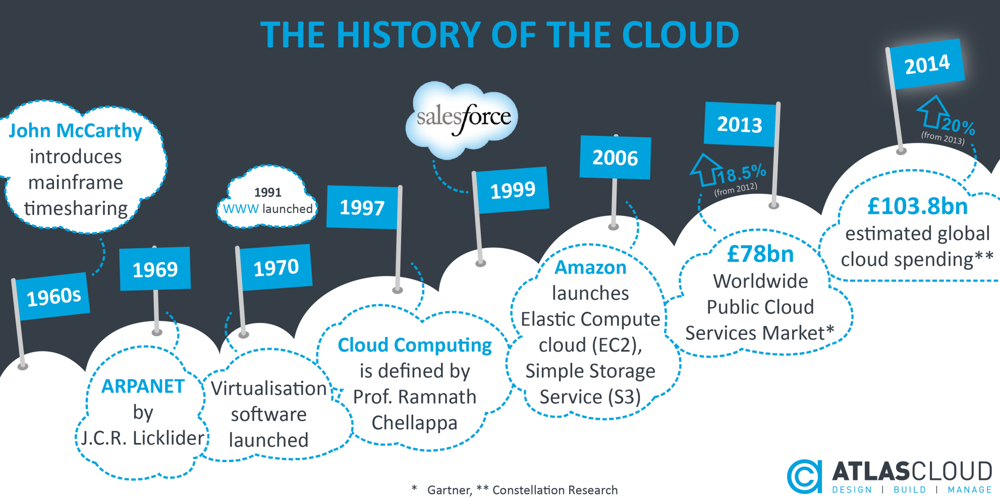 THE HISTORY OF THE CLOUD
John McCarthy
introduces
mainframe
timesharing
1960s
1969
ARPANET
by
J.C.R. Licklider
1970
Virtualisation
software
launched
1991
WWW launched
1997
Cloud Computing
is defined by
Prof. Ramnath
Chellappa
salesforce
1999
2006
Amazon
launches
Elastic Compute
cloud (EC2),
Simple Storage
Service (S3)
2013
18.5%
(from 2012)
£78bn
Worldwide
Public Cloud
Services Market*
2014
20%
(from 2013)
£103.8bn
estimated global
cloud spending**
* Gartner, ** Constellation Research
ATLASCLOUD
DESIGN | BUILD | MANAGE